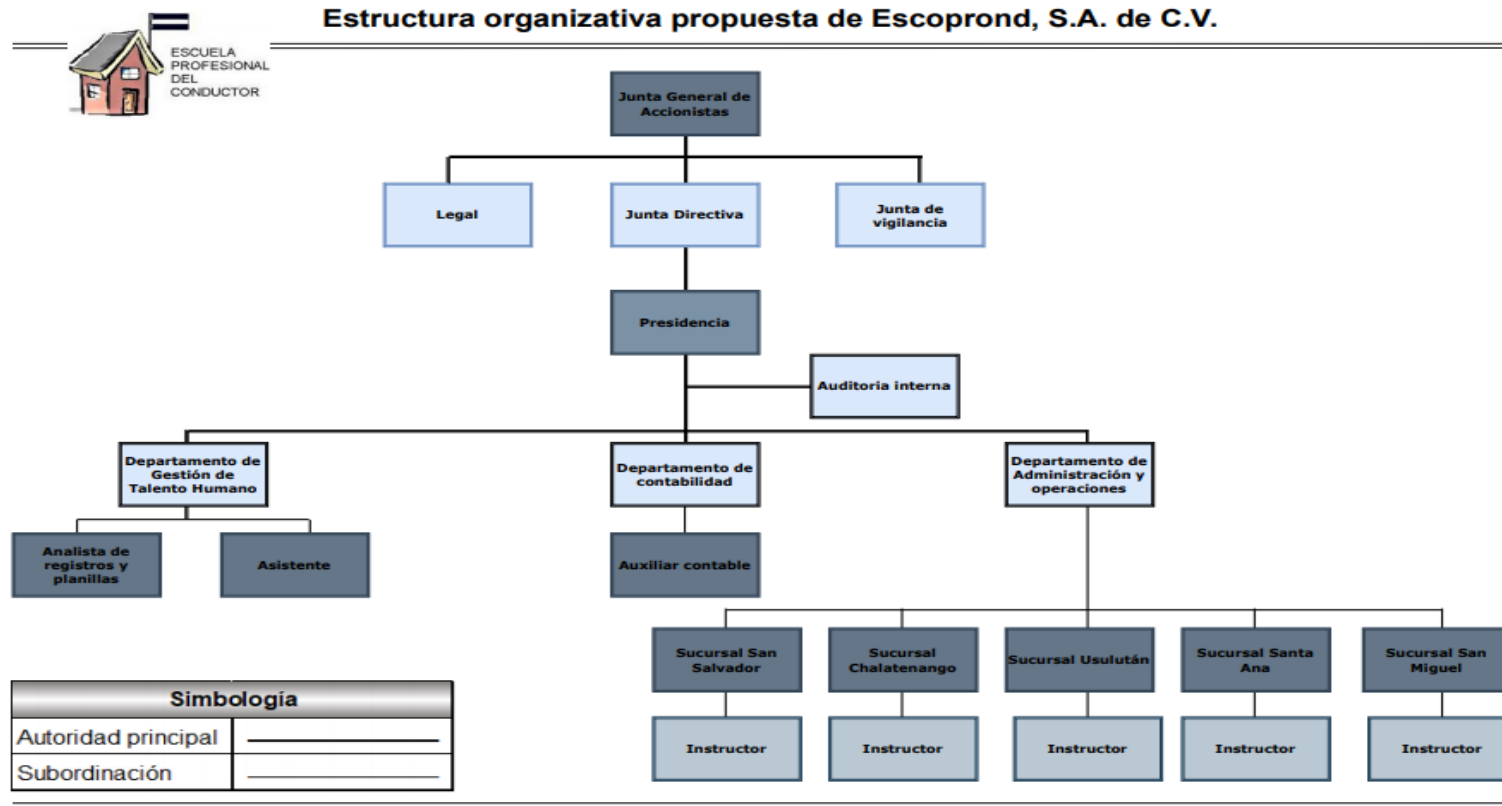 Estructura organizativa propuesta de Escoprond, S.A. de C.V.
ESCUELA
PROFESIONAL
DEL
CONDUCTOR
Junta General de
Accionistas
Legal
Junta Directiva
Junta de
vigilancia
Presidencia
Auditoria interna
Departamento de
Gestión de
Talento Humano
Departamento de
contabilidad
Departamento de
Administración y
operaciones
Analista de
registros y
planillas
Asistente
Auxiliar contable
Sucursal San
Salvador
Sucursal
Chalatenango
Sucursal Usulután
Sucursal Santa
Ana
Sucursal San
Miguel
Instructor
Instructor
Instructor
Instructor
Instructor
Simbología
Autoridad principal
Subordinación